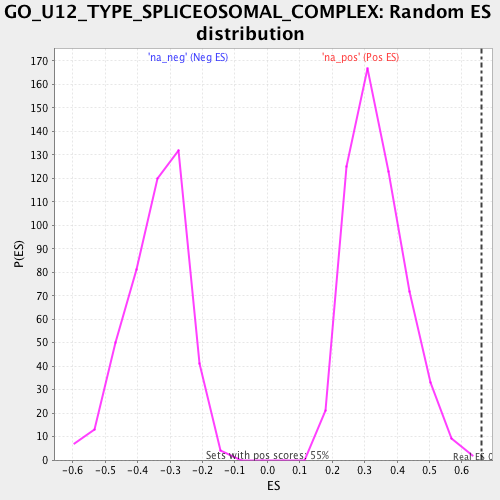 GO_U12_TYPE_SPLICEOSOMAL_COMPLEX: Random ES
distribution
'na_neg' (Neg ES) 'na_pos' (Pos ES)
170
160
150
140
130
120
110
100
90
80
70
60
50
40
30
20
10
0
P(ES)
Sets with pos scores: 55%
Real ES 0
-0.6 -0.5 -0.4 -0.3 -0.2 -0.1 0.0 0.1 0.2 0.3 0.4 0.5 0.6
ES